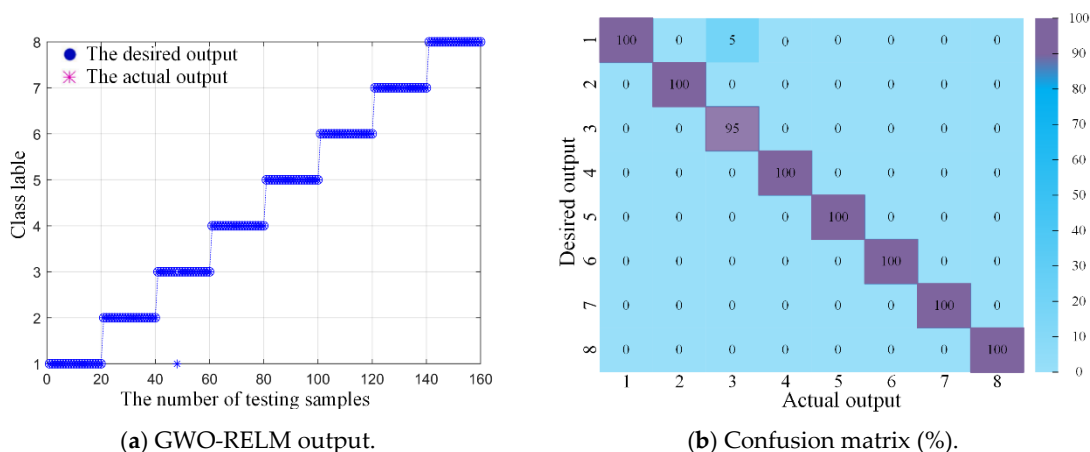 8
7
6
5
4
3
2
1
Class lable
The desired output
The actual output
0 20 40 60 80 100 120 140 160
The number of testing samples
(a) GWO-RELM output.
Desired output
1 100 0 5 0 0 0 0 0
2 0 100 0 0 0 0 0 0
3 0 0 95 0 0 0 0 0
4 0 0 0 100 0 0 0 0
5 0 0 0 0 100 0 0 0
6 0 0 0 0 0 100 0 0
7 0 0 0 0 0 0 100 0
8 0 0 0 0 0 0 0 100
1 2 3 4 5 6 7 8
Actual output
100
90
80
70
60
50
40
30
20
10
0
(b) Confusion matrix (%).